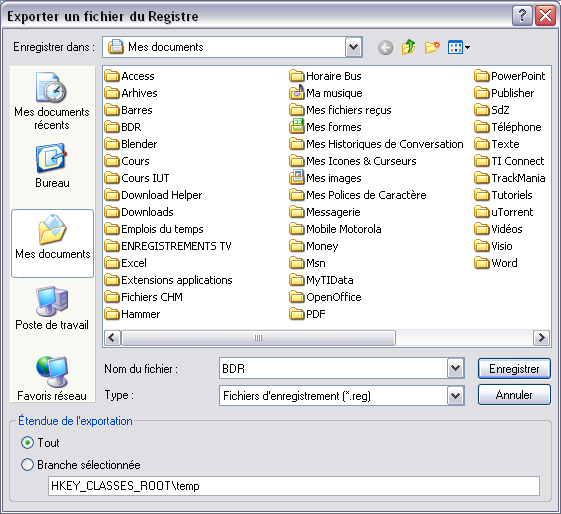 Exporter un fichier du Registre
Enregistrer dans :
Mes documents
Mes documents récents
Bureau
Mes documents
Poste de travail
Favoris réseau
Access
Arhives
Barres
BDR
Blender
Cours
Cours IUT
Download Helper
Downloads
Emplois du temps
ENREGISTREMENTS TV
Excel
Extensions applications
Fichiers CHM
Hammer
Horaire Bus
Ma musique
Mes fichiers reçus
Mes formes
Mes Historiques de Conversation
Mes Icones & Curseurs
Mes images
Mes Polices de Caractère
Messagerie
Mobile Motorola
Money
Msn
MyTIData
OpenOffice
PDF
PowerPoint
Publisher
SdZ
Téléphone
Texte
TI Connect
TrackMania
Tutoriels
uTorrent
Vidéos
Visio
Word
Nom du fichier :
BDR
Enregistrer
Type :
Fichiers d'enregistrement (*.reg)
Annuler
Étendue de l'exportation
Tout
Branche sélectionnée
HKEY_CLASSES_ROOT\temp